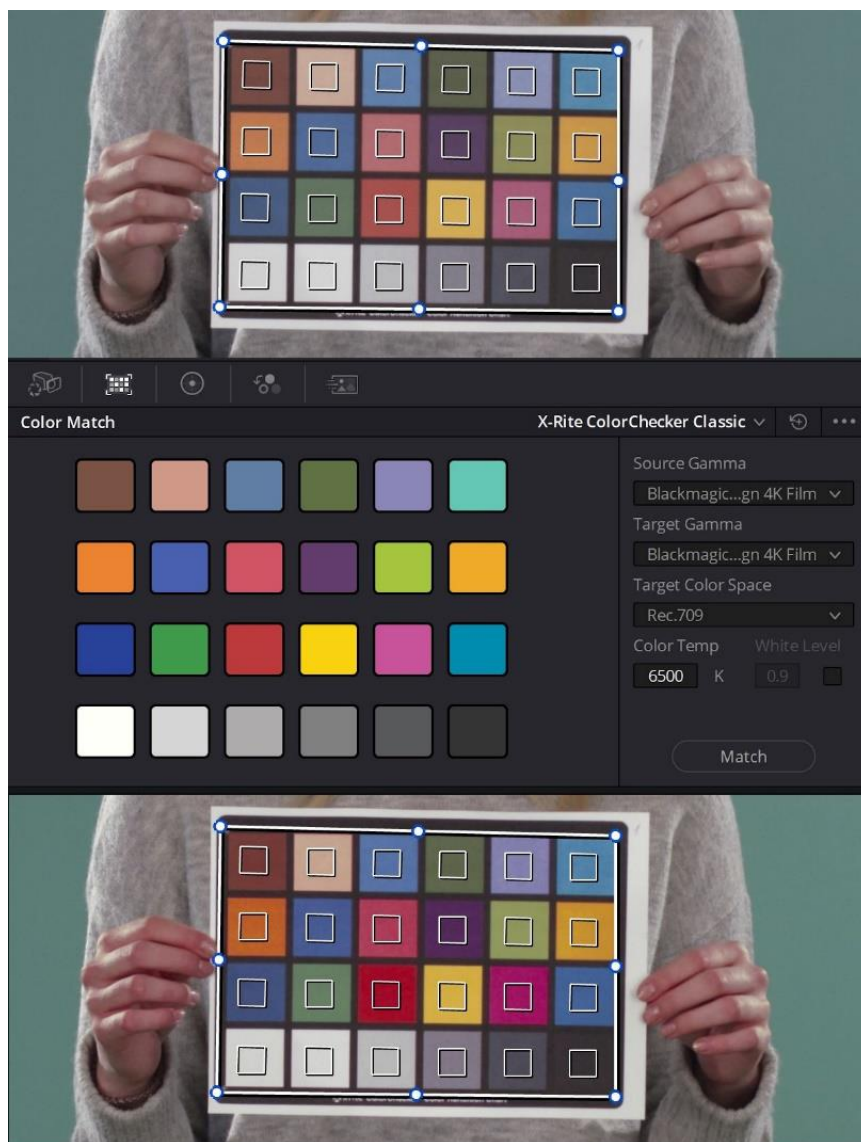 Color Match
X-Rite ColorChecker Classic
Source Gamma
Blackmagic...gn 4K Film
Target Gamma
Blackmagic...gn 4K Film
Target Color Space
Rec.709
Color Temp White Level
6500 K 0.9
Match